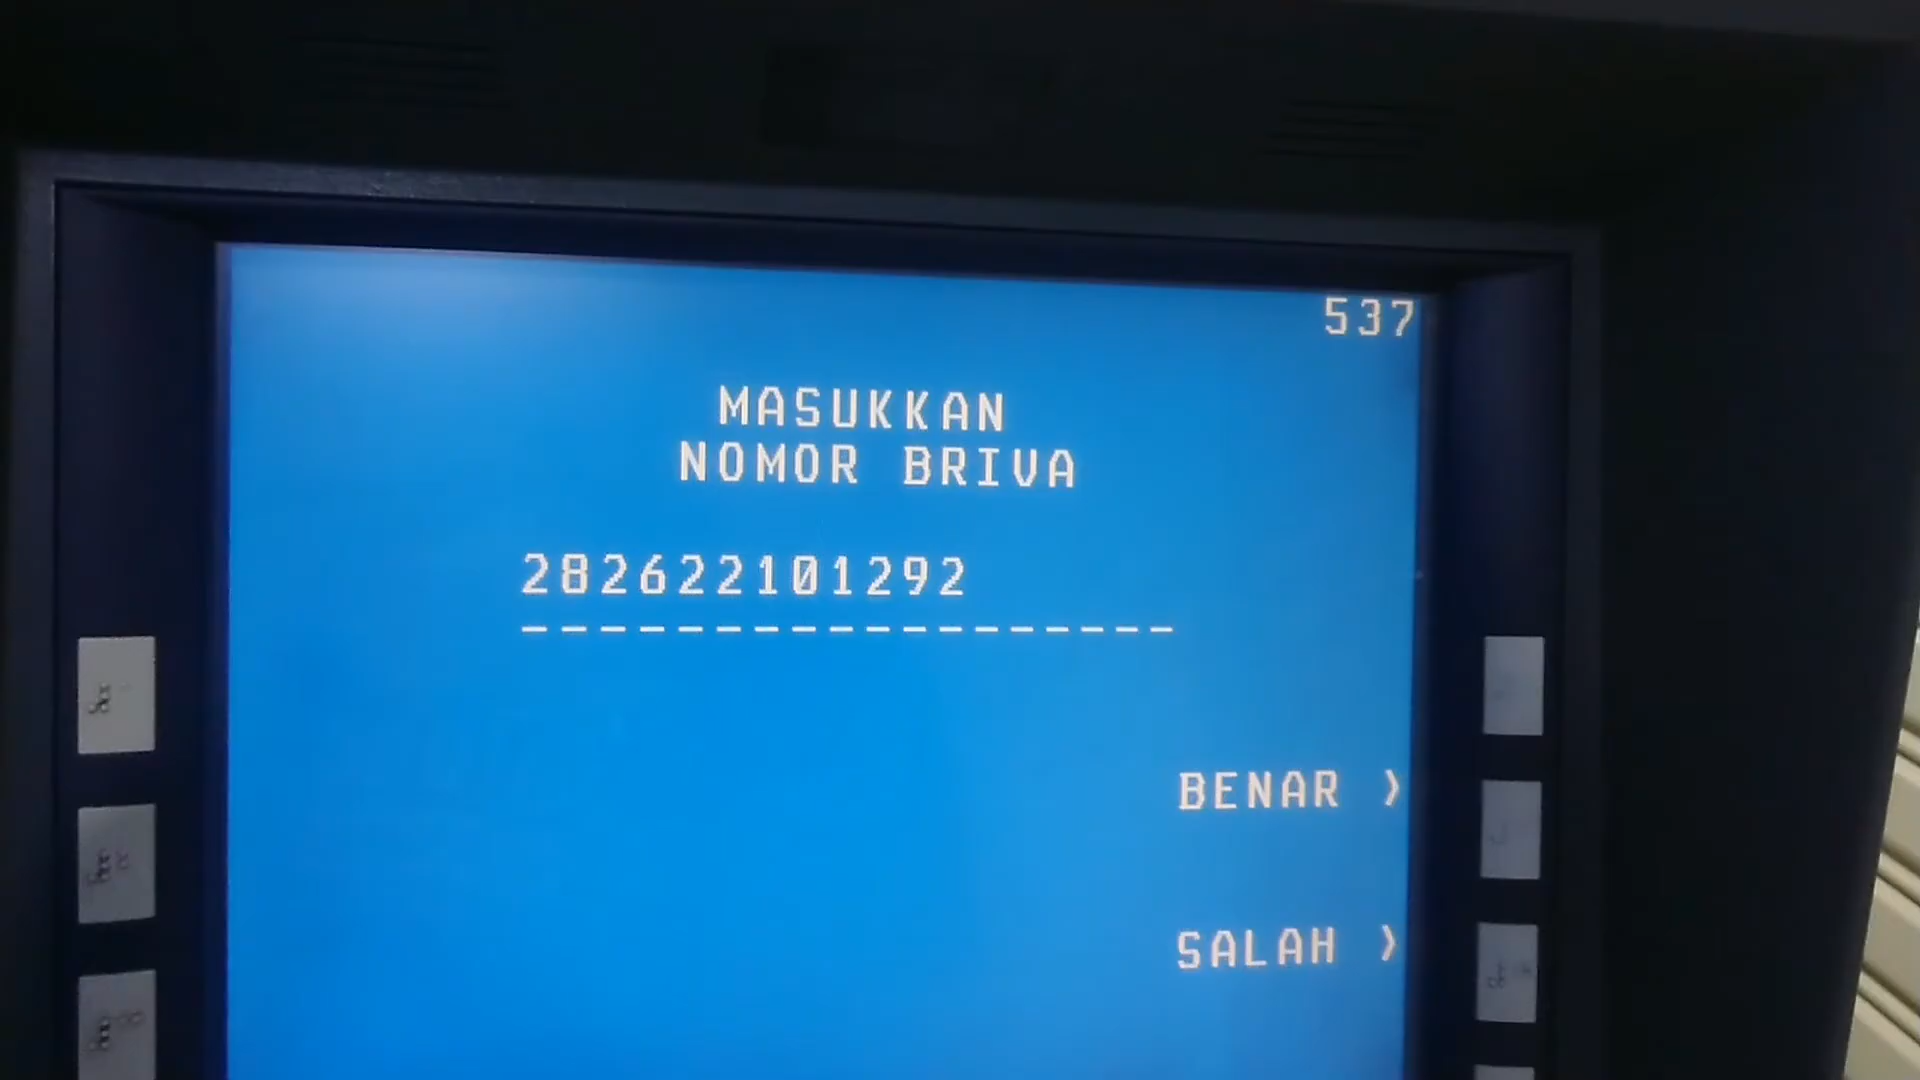 537
MASUKKAN
NOMOR BRIVA
282622101292
BENAR >
SALAH >